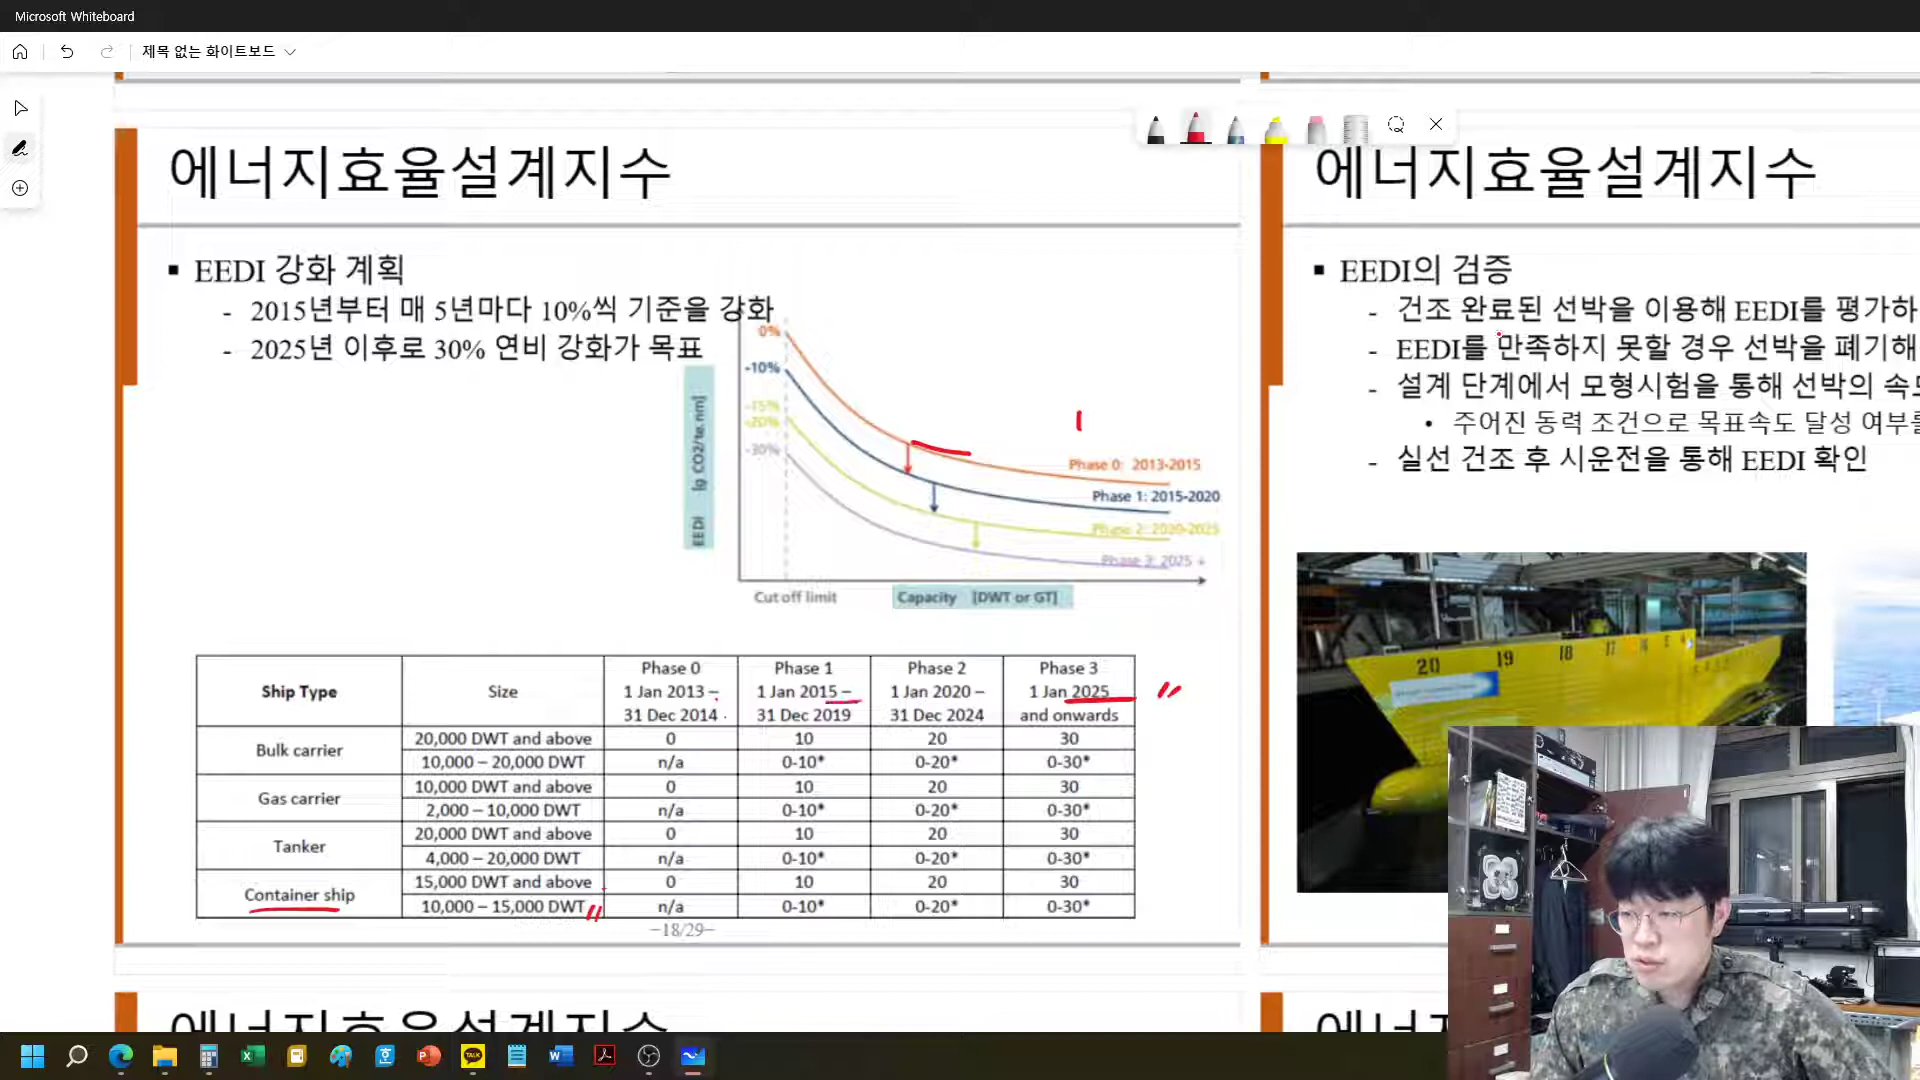 Microsoft Whiteboard
제목 없는 화이트보드
에너지효율설계지수
▪ EEDI 강화 계획
- 2015년부터 매 5년마다 10%씩 기준을 강화
- 2025년 이후로 30% 연비 강화가 목표
0%
-10%
-15%
-20%
-30%
EEDI [g CO2/te.nm]
Phase 0: 2013-2015
Phase 1: 2015-2020
Phase 2: 2020-2025
Phase 3: 2025 +
Cut off limit
Capacity [DWT or GT]
Ship Type Size Phase 0 1 Jan 2013 – 31 Dec 2014 Phase 1 1 Jan 2015 – 31 Dec 2019 Phase 2 1 Jan 2020 – 31 Dec 2024 Phase 3 1 Jan 2025 and onwards
Bulk carrier 20,000 DWT and above 0 10 20 30
10,000 – 20,000 DWT n/a 0-10* 0-20* 0-30*
Gas carrier 10,000 DWT and above 0 10 20 30
2,000 – 10,000 DWT n/a 0-10* 0-20* 0-30*
Tanker 20,000 DWT and above 0 10 20 30
4,000 – 20,000 DWT n/a 0-10* 0-20* 0-30*
Container ship 15,000 DWT and above 0 10 20 30
10,000 – 15,000 DWT n/a 0-10* 0-20* 0-30*
–18/29–
에너지효율설계지수
▪ EEDI의 검증
- 건조 완료된 선박을 이용해 EEDI를 평가하
- EEDI를 만족하지 못할 경우 선박을 폐기해
- 설계 단계에서 모형시험을 통해 선박의 속도
• 주어진 동력 조건으로 목표속도 달성 여부를
- 실선 건조 후 시운전을 통해 EEDI 확인
20 19 18 17 16
에너지효율설계지수
TALK